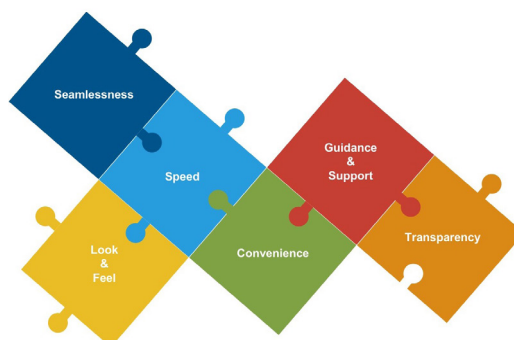 Seamlessness
Speed
Look
&
Feel
Convenience
Guidance
&
Support
Transparency